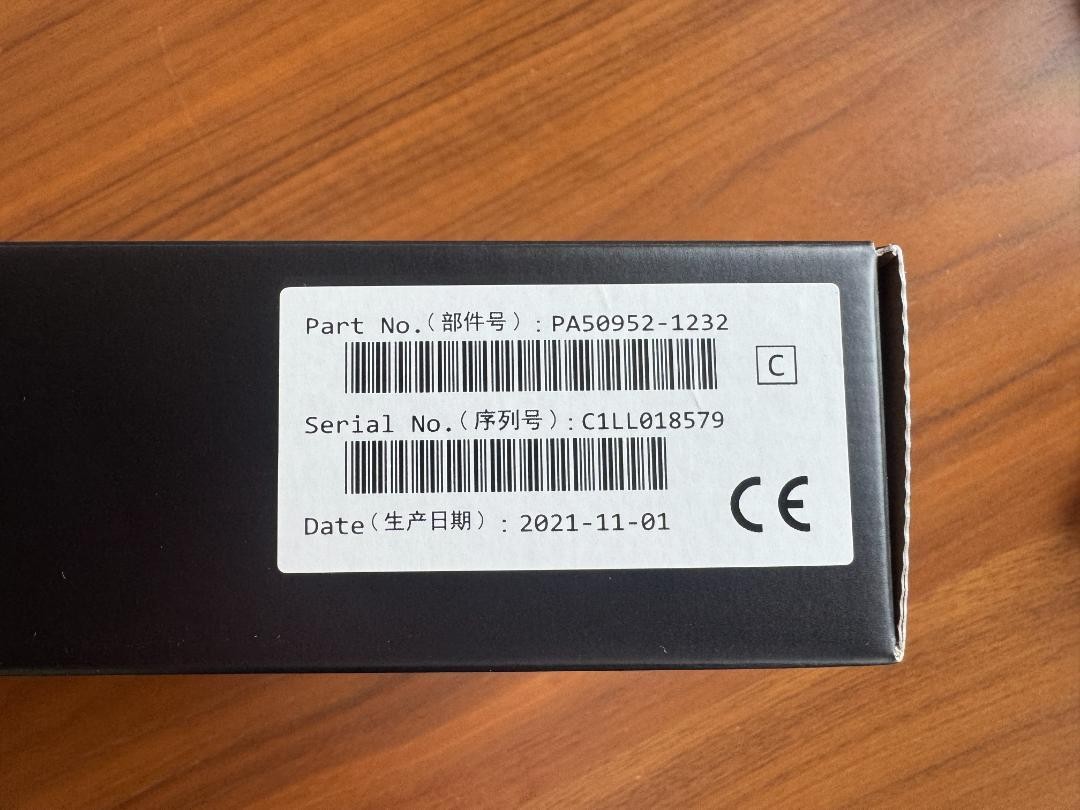 Part No.(部件号):PA50952-1232
C
Serial No.(序列号):C1LL018579
CE
Date(生产日期):2021-11-01